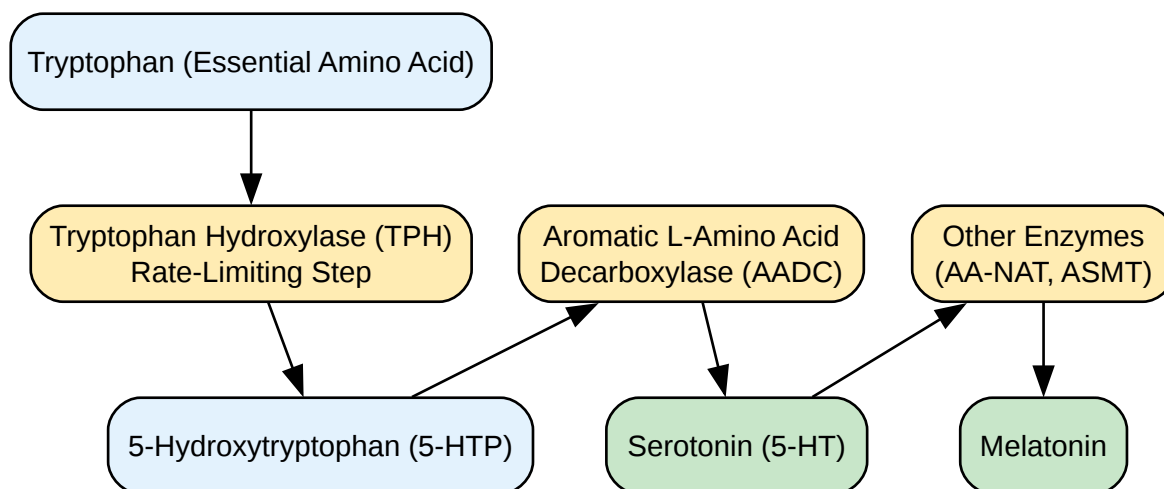 Tryptophan (Essential Amino Acid)
Tryptophan Hydroxylase (TPH)
Rate-Limiting Step
Aromatic L-Amino Acid
Decarboxylase (AADC)
Other Enzymes
(AA-NAT, ASMT)
5-Hydroxytryptophan (5-HTP)
Serotonin (5-HT)
Melatonin